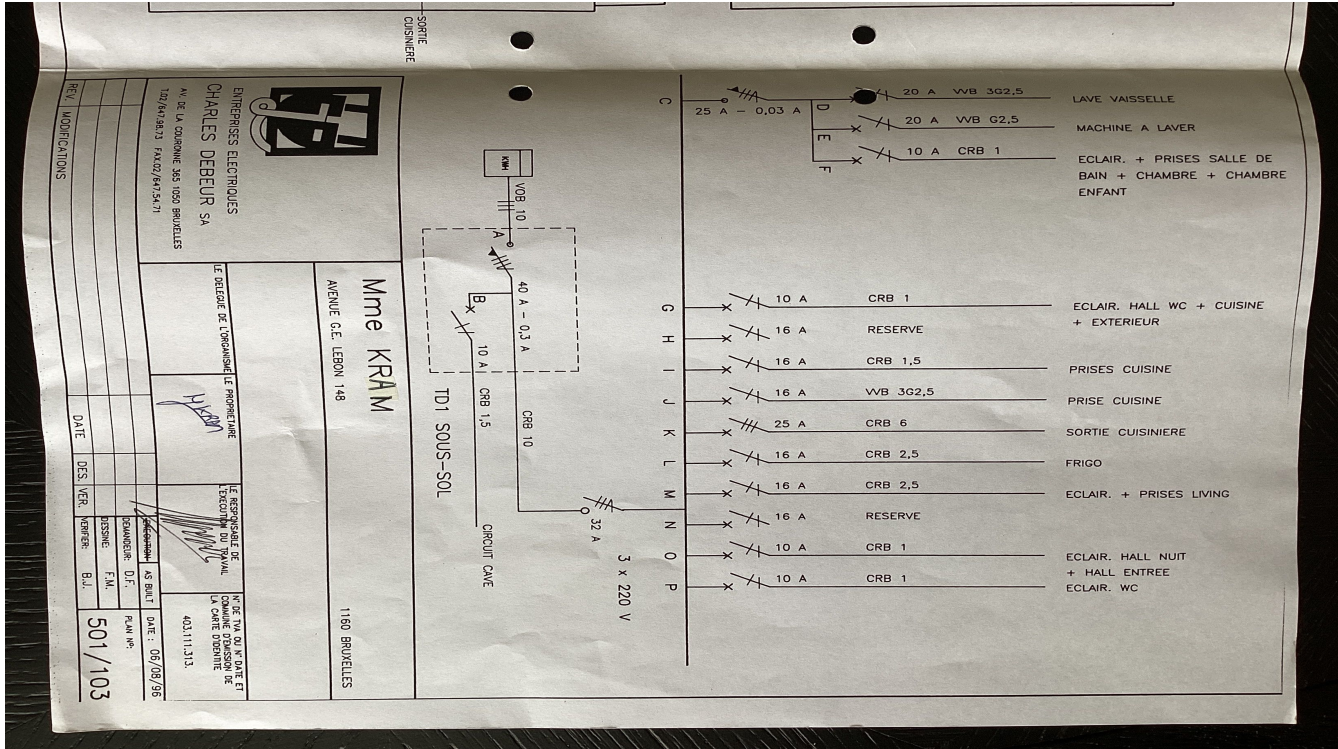 SORTIE
CUISINIERE
C
25 A - 0,03 A
D
20 A VVB 3G2,5
LAVE VAISSELLE
E
20 A VVB G2,5
MACHINE A LAVER
F
10 A CRB 1
ECLAIR. + PRISES SALLE DE
BAIN + CHAMBRE + CHAMBRE
ENFANT
G
10 A CRB 1
ECLAIR. HALL WC + CUISINE
+ EXTERIEUR
H
16 A RESERVE
I
16 A CRB 1,5
PRISES CUISINE
J
16 A VVB 3G2,5
PRISE CUISINE
K
25 A CRB 6
SORTIE CUISINIERE
L
16 A CRB 2,5
FRIGO
M
16 A CRB 2,5
ECLAIR. + PRISES LIVING
N
16 A RESERVE
O
10 A CRB 1
ECLAIR. HALL NUIT
+ HALL ENTREE
P
10 A CRB 1
ECLAIR. WC
3 x 220 V
32 A
KWH
VOB 10
A
40 A - 0,3 A
CRB 10
B
10 A
CRB 1,5
CIRCUIT CAVE
TD1 SOUS-SOL
ENTREPRISES ELECTRIQUES
CHARLES DEBEUR SA
AV. DE LA COURONNE 365 1050 BRUXELLES
T.02/647.98.73 FAX.02/647.54.71
Mme KRAM
AVENUE G.E. LEBON 148
1160 BRUXELLES
LE DELEGUE DE L'ORGANISME
LE PROPRIETAIRE
LE RESPONSABLE DE
L'EXECUTION DU TRAVAIL
N° DE TVA OU N° DATE ET
COMMUNE D'EMISSION DE
LA CARTE D'IDENTITE
403.111.313.
REV. MODIFICATIONS
DATE
DES.
VER.
EXECUTION:
AS BUILT
DATE : 06/08/96
DEMANDEUR: D.F.
PLAN N°:
DESSINE: F.M.
VERIFIER: B.J.
501/103